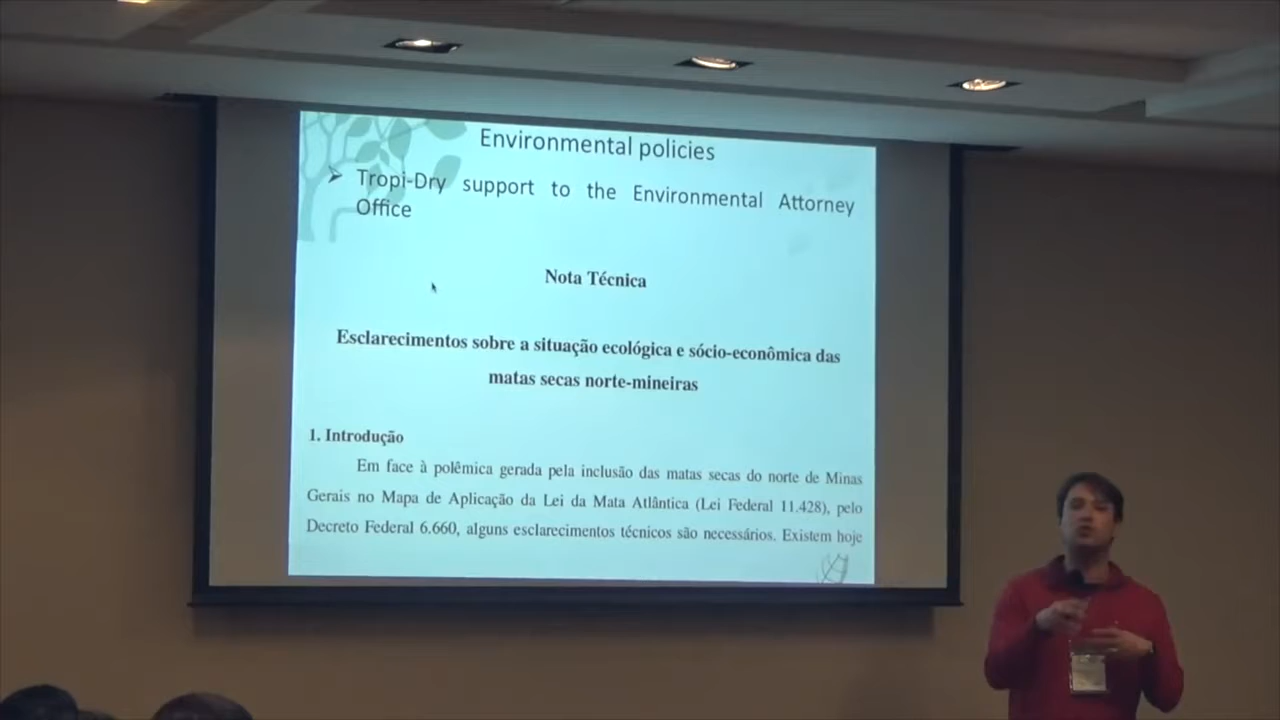 Environmental policies
Tropi-Dry support to the Environmental Attorney
Office
Nota Técnica
Esclarecimentos sobre a situação ecológica e sócio-econômica das
matas secas norte-mineiras
1. Introdução
Em face à polêmica gerada pela inclusão das matas secas do norte de Minas
Gerais no Mapa de Aplicação da Lei da Mata Atlântica (Lei Federal 11.428), pelo
Decreto Federal 6.660, alguns esclarecimentos técnicos são necessários. Existem hoje